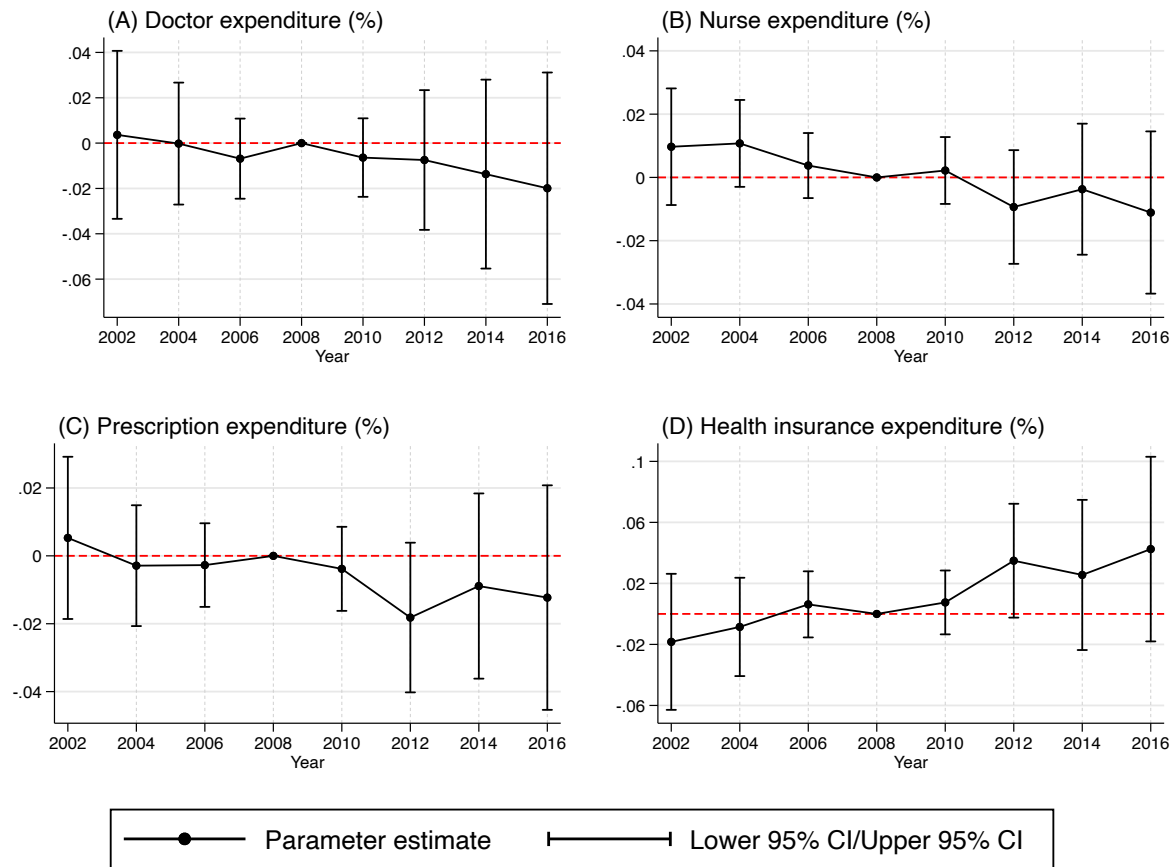 (A) Doctor expenditure (%)
.04
.02
0
-.02
-.04
-.06
2002 2004 2006 2008 2010 2012 2014 2016
Year
(B) Nurse expenditure (%)
.04
.02
0
-.02
-.04
2002 2004 2006 2008 2010 2012 2014 2016
Year
(C) Prescription expenditure (%)
.02
0
-.02
-.04
2002 2004 2006 2008 2010 2012 2014 2016
Year
(D) Health insurance expenditure (%)
.1
.06
.02
-.02
-.06
2002 2004 2006 2008 2010 2012 2014 2016
Year
Parameter estimate Lower 95% CI/Upper 95% CI